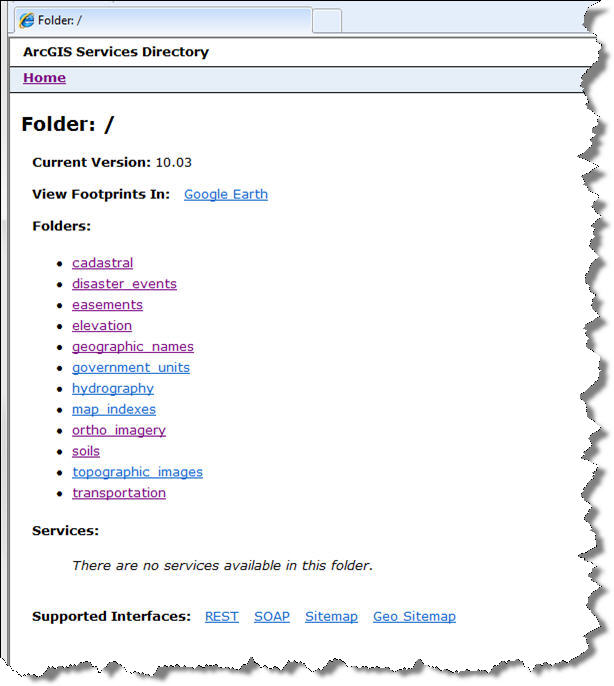 Folder: /
ArcGIS Services Directory
Home
Folder: /
Current Version: 10.03
View Footprints In: Google Earth
Folders:
cadastral
disaster_events
easements
elevation
geographic_names
government_units
hydrography
map_indexes
ortho_imagery
soils
topographic_images
transportation
Services:
There are no services available in this folder.
Supported Interfaces: REST SOAP Sitemap Geo Sitemap